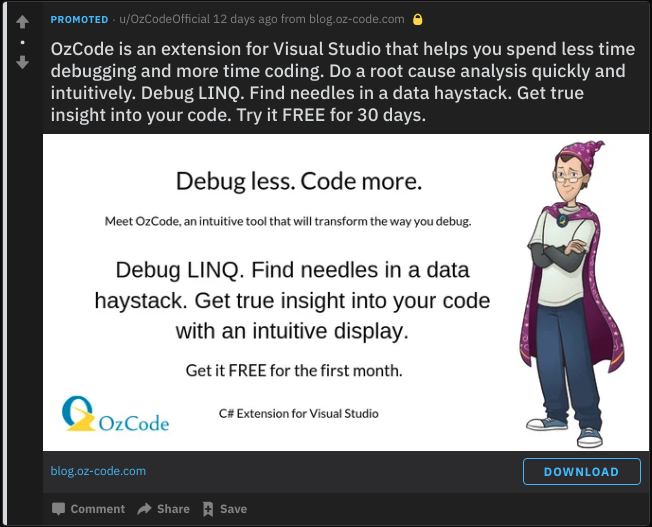 PROMOTED · u/OzCodeOfficial 12 days ago from blog.oz-code.com
OzCode is an extension for Visual Studio that helps you spend less time
debugging and more time coding. Do a root cause analysis quickly and
intuitively. Debug LINQ. Find needles in a data haystack. Get true
insight into your code. Try it FREE for 30 days.
Debug less. Code more.
Meet OzCode, an intuitive tool that will transform the way you debug.
Debug LINQ. Find needles in a data
haystack. Get true insight into your code
with an intuitive display.
Get it FREE for the first month.
OzCode
C# Extension for Visual Studio
blog.oz-code.com
DOWNLOAD
Comment Share Save